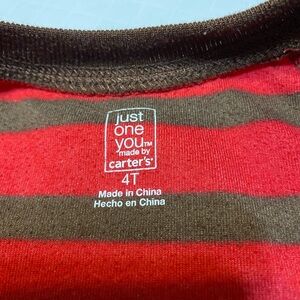 just
one
you™
made by
carter's®
4T
Made in China
Hecho en China